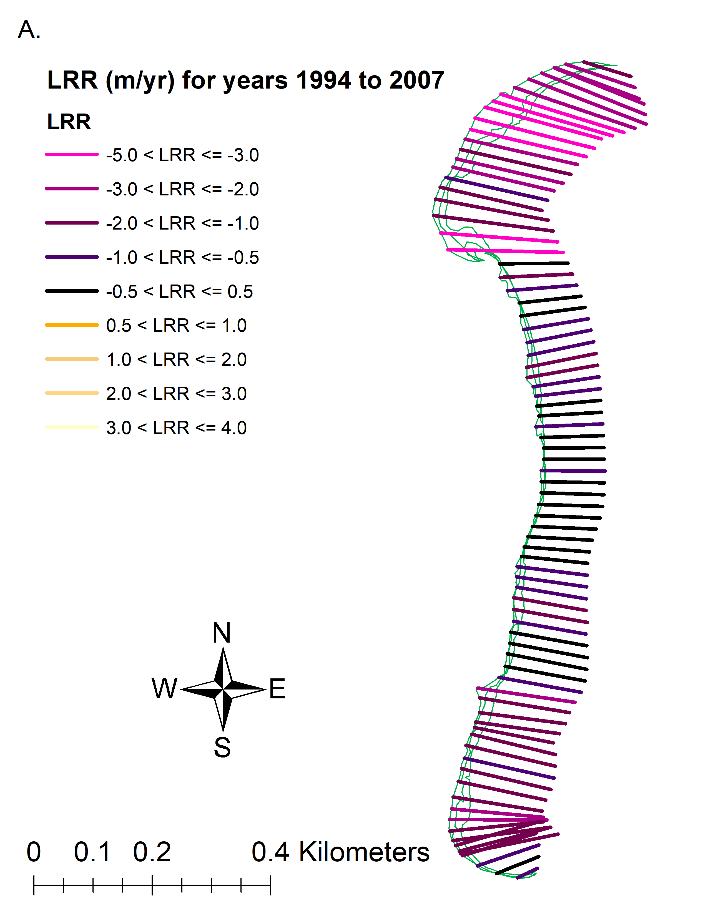 A.
LRR (m/yr) for years 1994 to 2007
LRR
-5.0 < LRR <= -3.0
-3.0 < LRR <= -2.0
-2.0 < LRR <= -1.0
-1.0 < LRR <= -0.5
-0.5 < LRR <= 0.5
0.5 < LRR <= 1.0
1.0 < LRR <= 2.0
2.0 < LRR <= 3.0
3.0 < LRR <= 4.0
N
W E
S
0 0.1 0.2 0.4 Kilometers